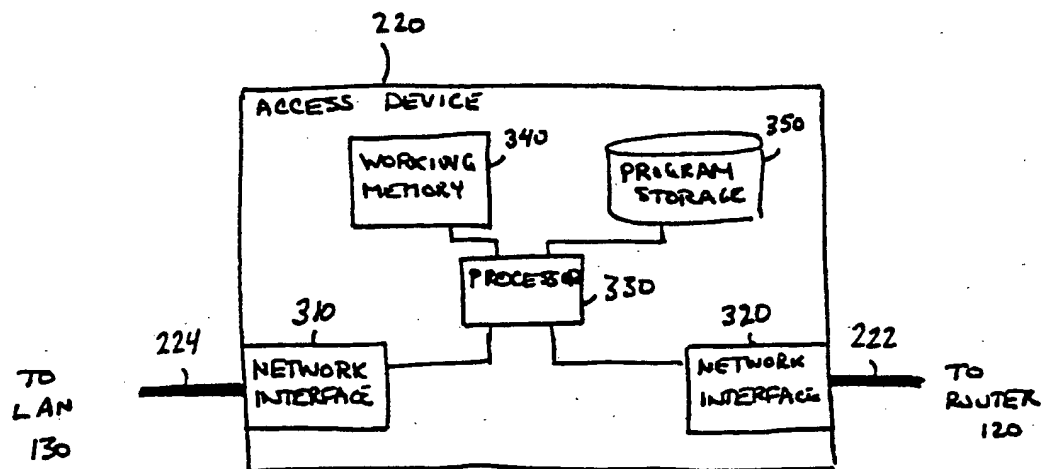 220
ACCESS DEVICE
340
350
WORKING
MEMORY
PROGRAM
STORAGE
PROCESSOR
330
310
320
224
222
NETWORK
INTERFACE
NETWORK
INTERFACE
TO
LAN
130
TO
ROUTER
120